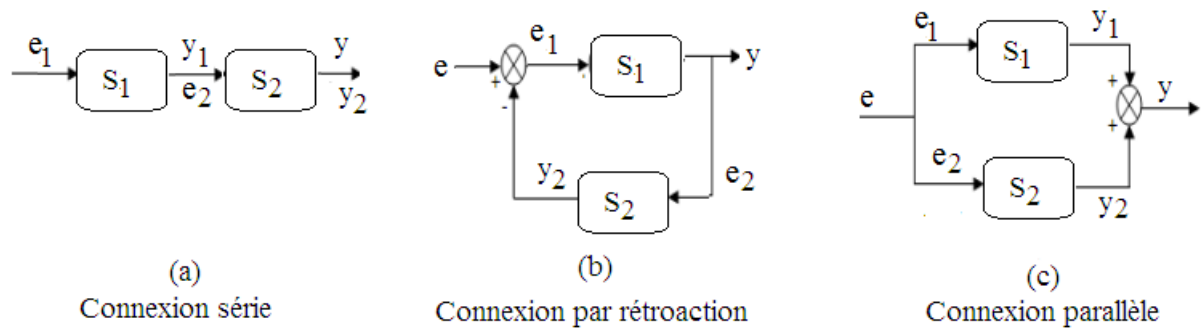 e₁
S₁
y₁
e₂
S₂
y
y₂
(a)
Connexion série
e
+
-
e₁
S₁
y
y₂
S₂
e₂
(b)
Connexion par rétroaction
e
e₁
S₁
y₁
+
+
y
e₂
S₂
y₂
(c)
Connexion parallèle